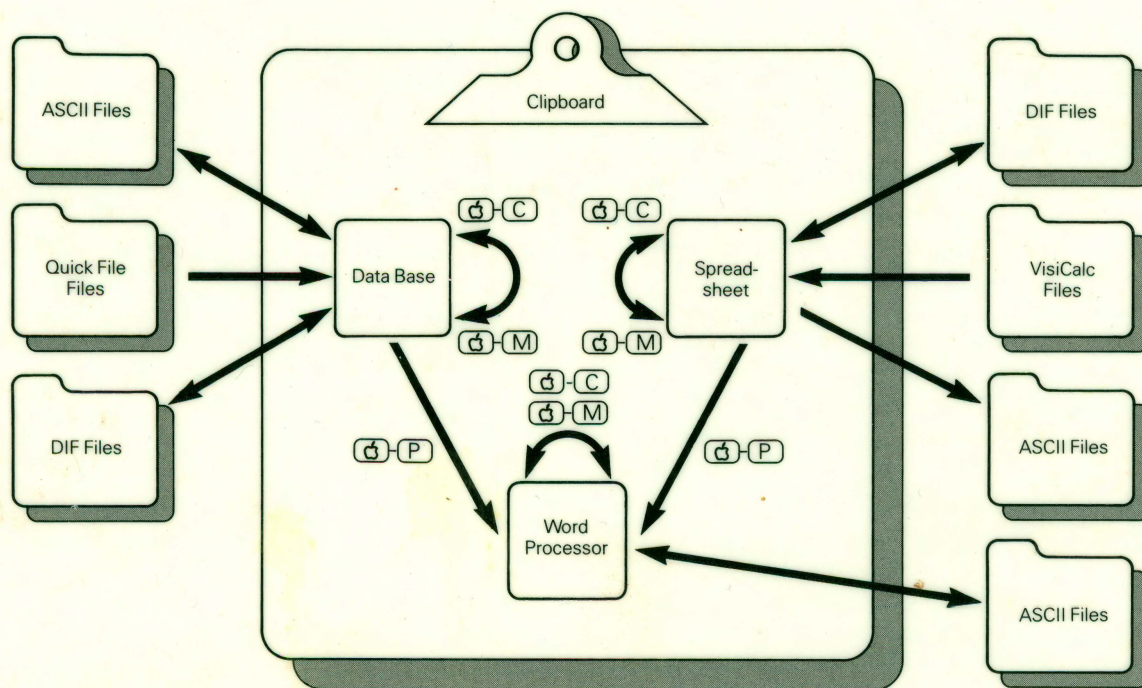 Clipboard
ASCII Files
Quick File
Files
DIF Files
Data Base
-C
-M
-P
Spread-
sheet
-C
-M
-P
-C
-M
Word
Processor
DIF Files
VisiCalc
Files
ASCII Files
ASCII Files